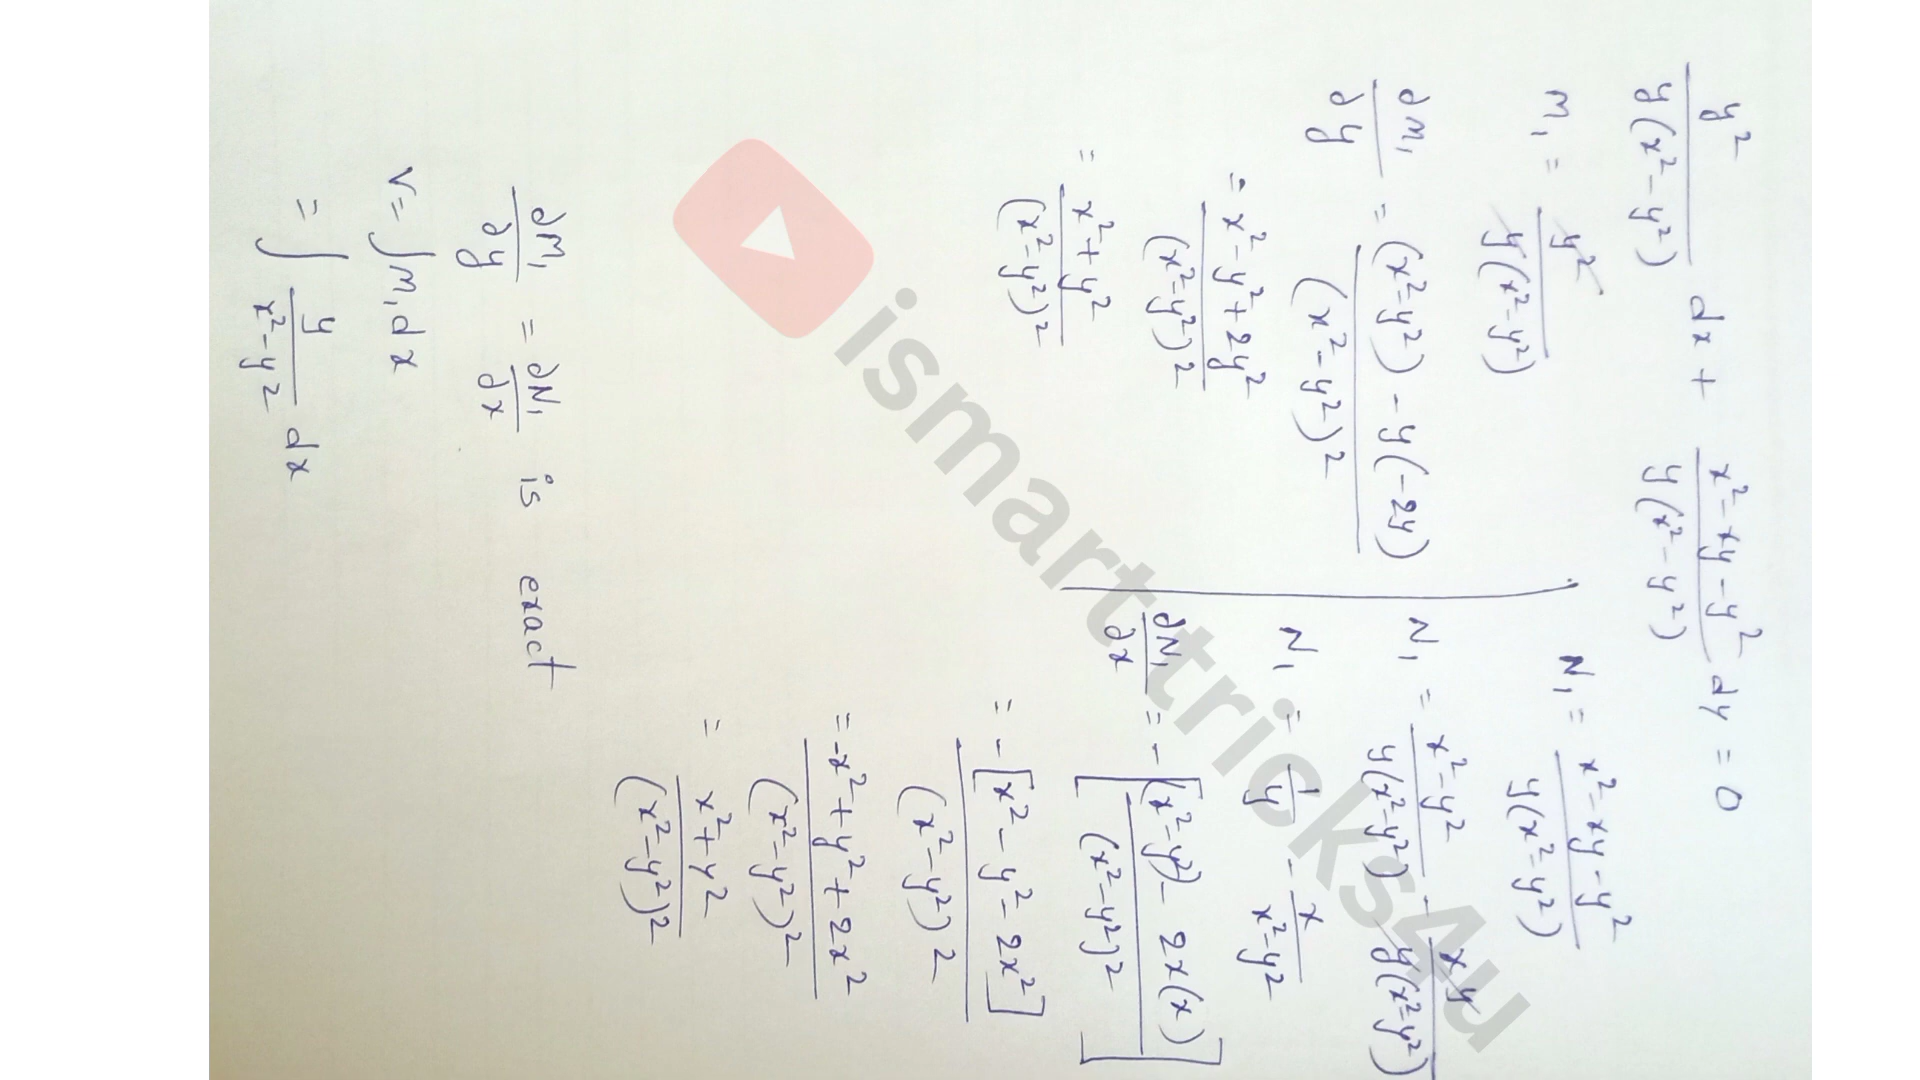 y²/y(x²-y²) dx + x²-xy-y²/y(x²-y²) dy = 0
M₁ = y²/y(x²-y²)
∂M₁/∂y = (x²-y²) - y(-2y)/(x²-y²)²
= x²-y²+2y²/(x²-y²)²
= x²+y²/(x²-y²)²
N₁ = x²-xy-y²/y(x²-y²)
N₁ = x²-y²/y(x²-y²) - xy/y(x²-y²)
N₁ = 1/y - x/x²-y²
∂N₁/∂x = -[(x²-y²) - 2x(x)/(x²-y²)²]
= -[x²-y²-2x²]/(x²-y²)²
= -x²+y²+2x²/(x²-y²)²
= x²+y²/(x²-y²)²
∂M₁/∂y = ∂N₁/∂x is exact
V = ∫M₁dx
= ∫ y/x²-y² dx
ismarttricks4u